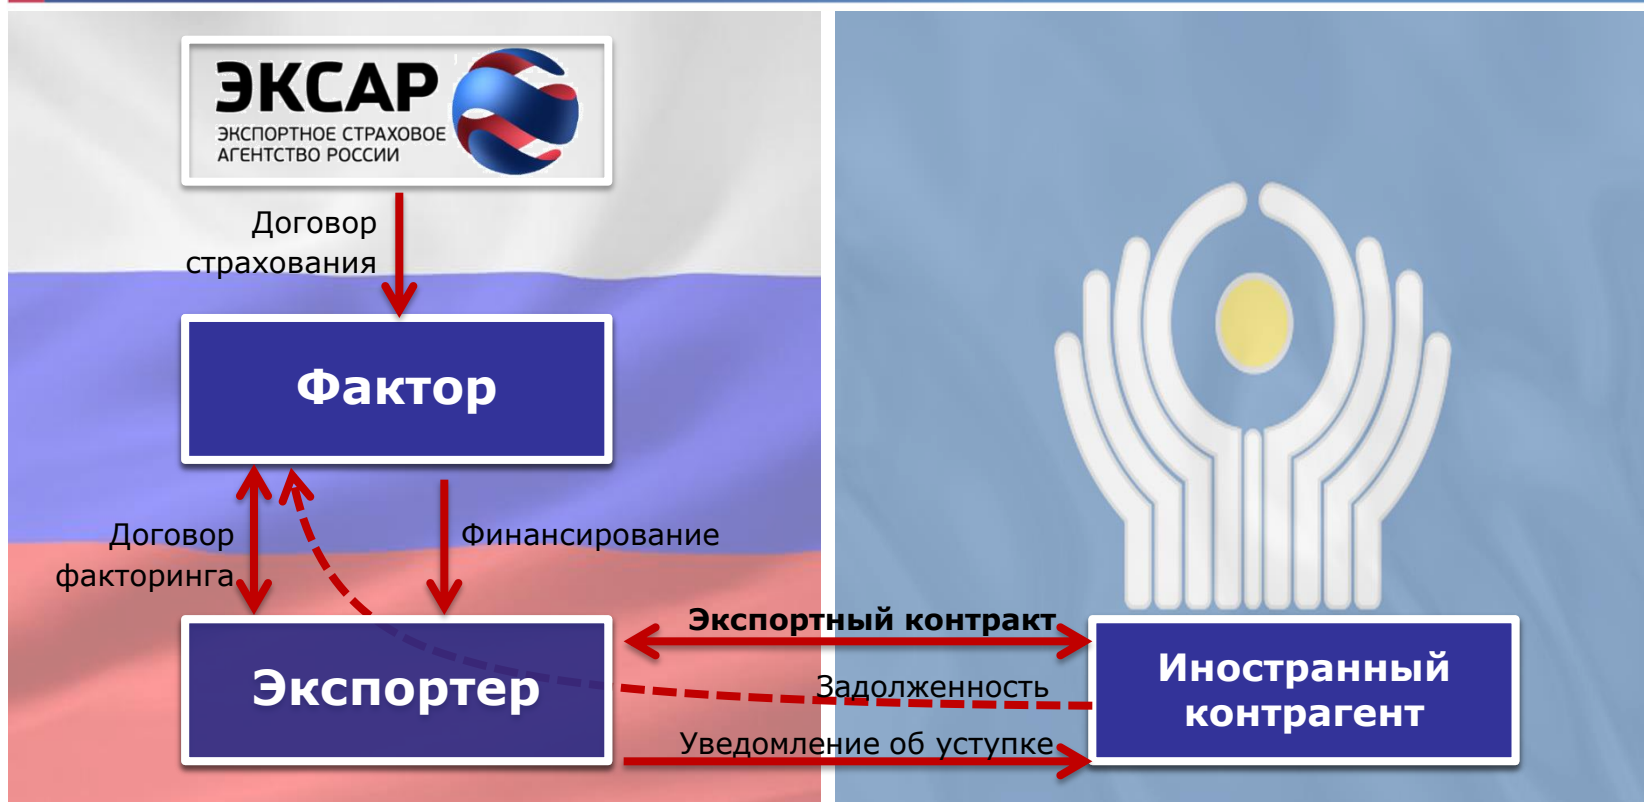 ЭКСАР
ЭКСПОРТНОЕ СТРАХОВОЕ
АГЕНТСТВО РОССИИ
Договор
страхования
Фактор
Договор
факторинга
Финансирование
Экспортный контракт
Экспортер
Задолженность
Иностранный
контрагент
Уведомление об уступке